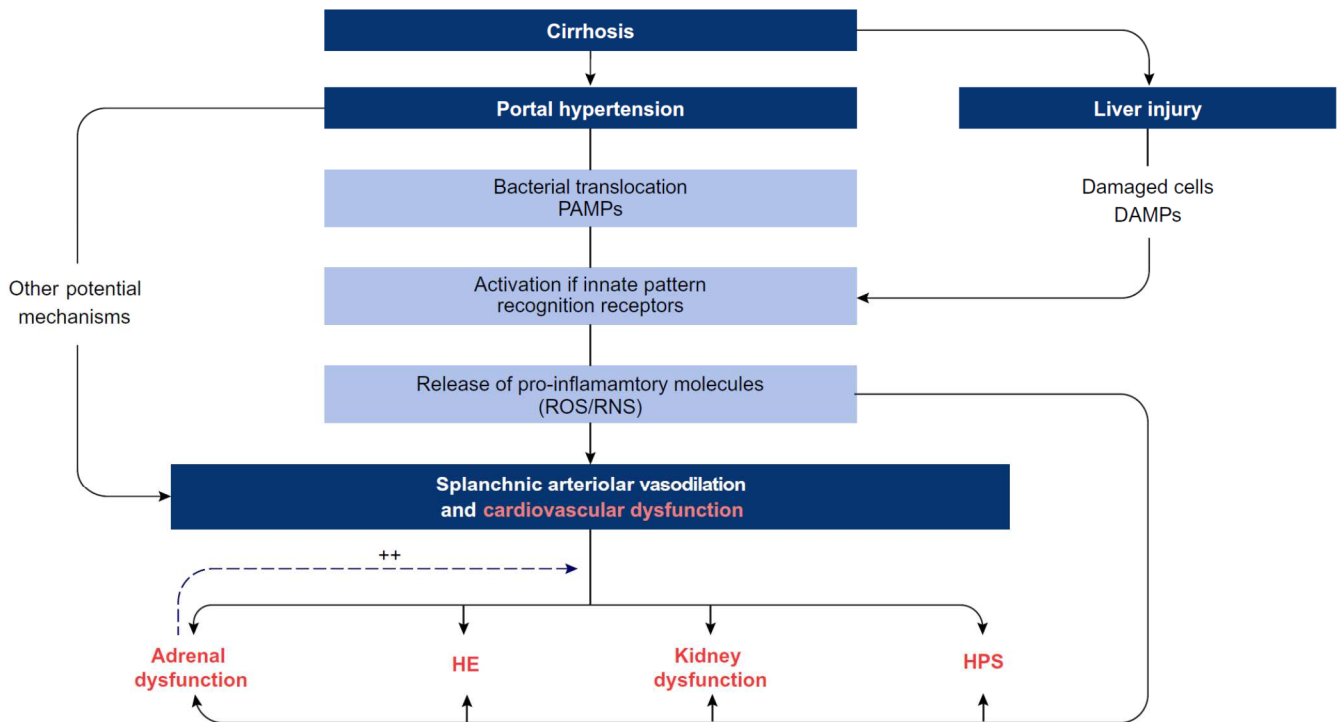 Cirrhosis
Portal hypertension
Liver injury
Bacterial translocation
PAMPs
Damaged cells
DAMPs
Activation if innate pattern
recognition receptors
Other potential
mechanisms
Release of pro-inflamamtory molecules
(ROS/RNS)
Splanchnic arteriolar vasodilation
and cardiovascular dysfunction
++
Adrenal
dysfunction
HE
Kidney
dysfunction
HPS